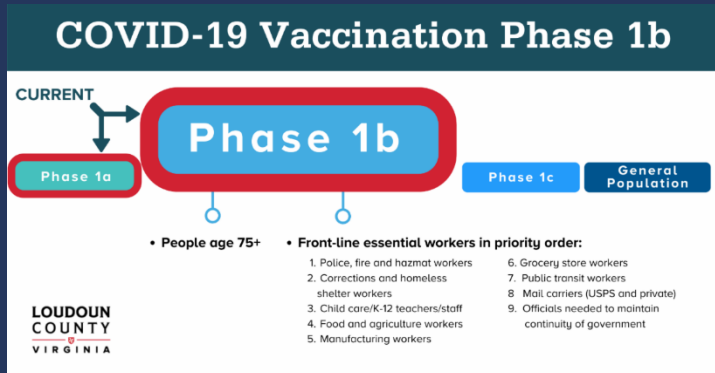 COVID-19 Vaccination Phase 1b
CURRENT
Phase 1a
Phase 1b
Phase 1c
General
Population
• People age 75+
• Front-line essential workers in priority order:
1. Police, fire and hazmat workers
2. Corrections and homeless
shelter workers
3. Child care/K-12 teachers/staff
4. Food and agriculture workers
5. Manufacturing workers
6. Grocery store workers
7. Public transit workers
8 Mail carriers (USPS and private)
9. Officials needed to maintain
continuity of government
LOUDOUN
COUNTY
VIRGINIA